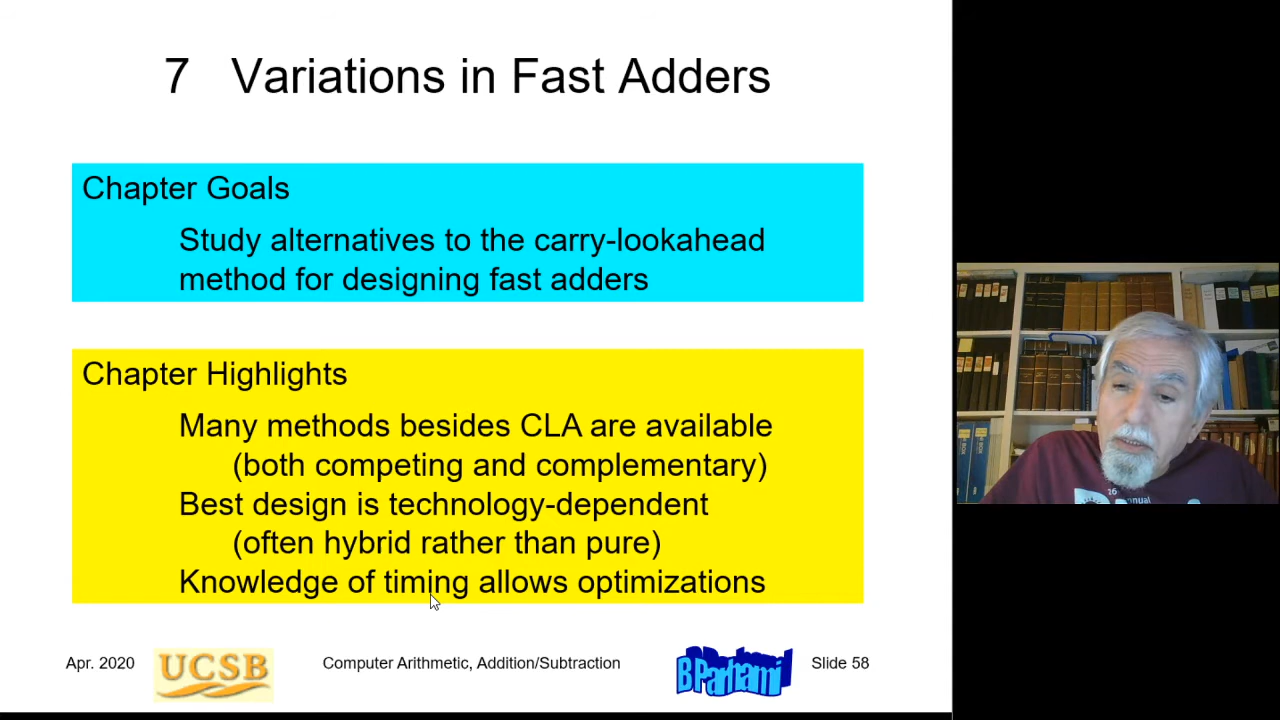 7 Variations in Fast Adders
Chapter Goals
Study alternatives to the carry-lookahead
method for designing fast adders
Chapter Highlights
Many methods besides CLA are available
(both competing and complementary)
Best design is technology-dependent
(often hybrid rather than pure)
Knowledge of timing allows optimizations
Apr. 2020
UCSB
Computer Arithmetic, Addition/Subtraction
B Parhami
Slide 58
16